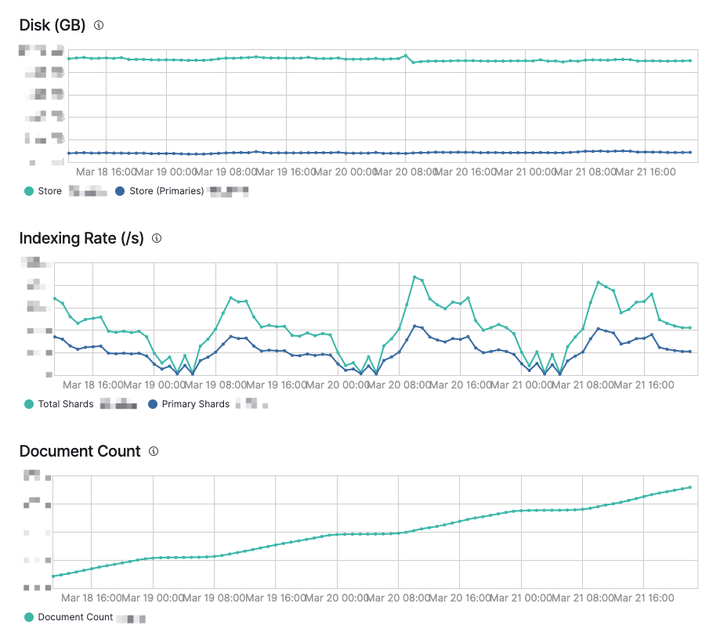 Disk (GB)
Mar 18 16:00 Mar 19 00:00 Mar 19 08:00 Mar 19 16:00 Mar 20 00:00 Mar 20 08:00 Mar 20 16:00 Mar 21 00:00 Mar 21 08:00 Mar 21 16:00
Store Store (Primaries)
Indexing Rate (/s)
Mar 18 16:00 Mar 19 00:00 Mar 19 08:00 Mar 19 16:00 Mar 20 00:00 Mar 20 08:00 Mar 20 16:00 Mar 21 00:00 Mar 21 08:00 Mar 21 16:00
Total Shards Primary Shards
Document Count
Mar 18 16:00 Mar 19 00:00 Mar 19 08:00 Mar 19 16:00 Mar 20 00:00 Mar 20 08:00 Mar 20 16:00 Mar 21 00:00 Mar 21 08:00 Mar 21 16:00
Document Count